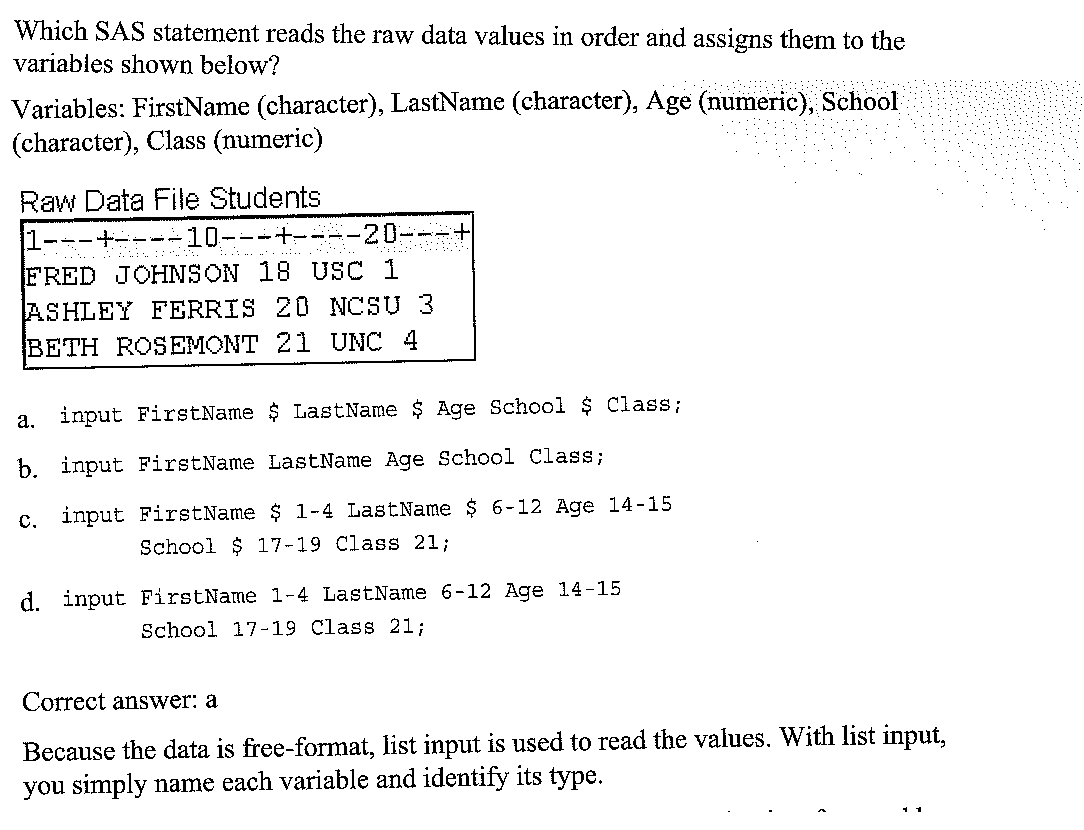 Which SAS statement reads the raw data values in order and assigns them to the
variables shown below?
Variables: FirstName (character), LastName (character), Age (numeric), School
(character), Class (numeric)
Raw Data File Students
1---+----10---+----20---+
FRED JOHNSON 18 USC 1
ASHLEY FERRIS 20 NCSU 3
BETH ROSEMONT 21 UNC 4
a. input FirstName $ LastName $ Age School $ Class;
b. input FirstName LastName Age School Class;
c. input FirstName $ 1-4 LastName $ 6-12 Age 14-15
School $ 17-19 Class 21;
d. input FirstName 1-4 LastName 6-12 Age 14-15
School 17-19 Class 21;
Correct answer: a
Because the data is free-format, list input is used to read the values. With list input,
you simply name each variable and identify its type.